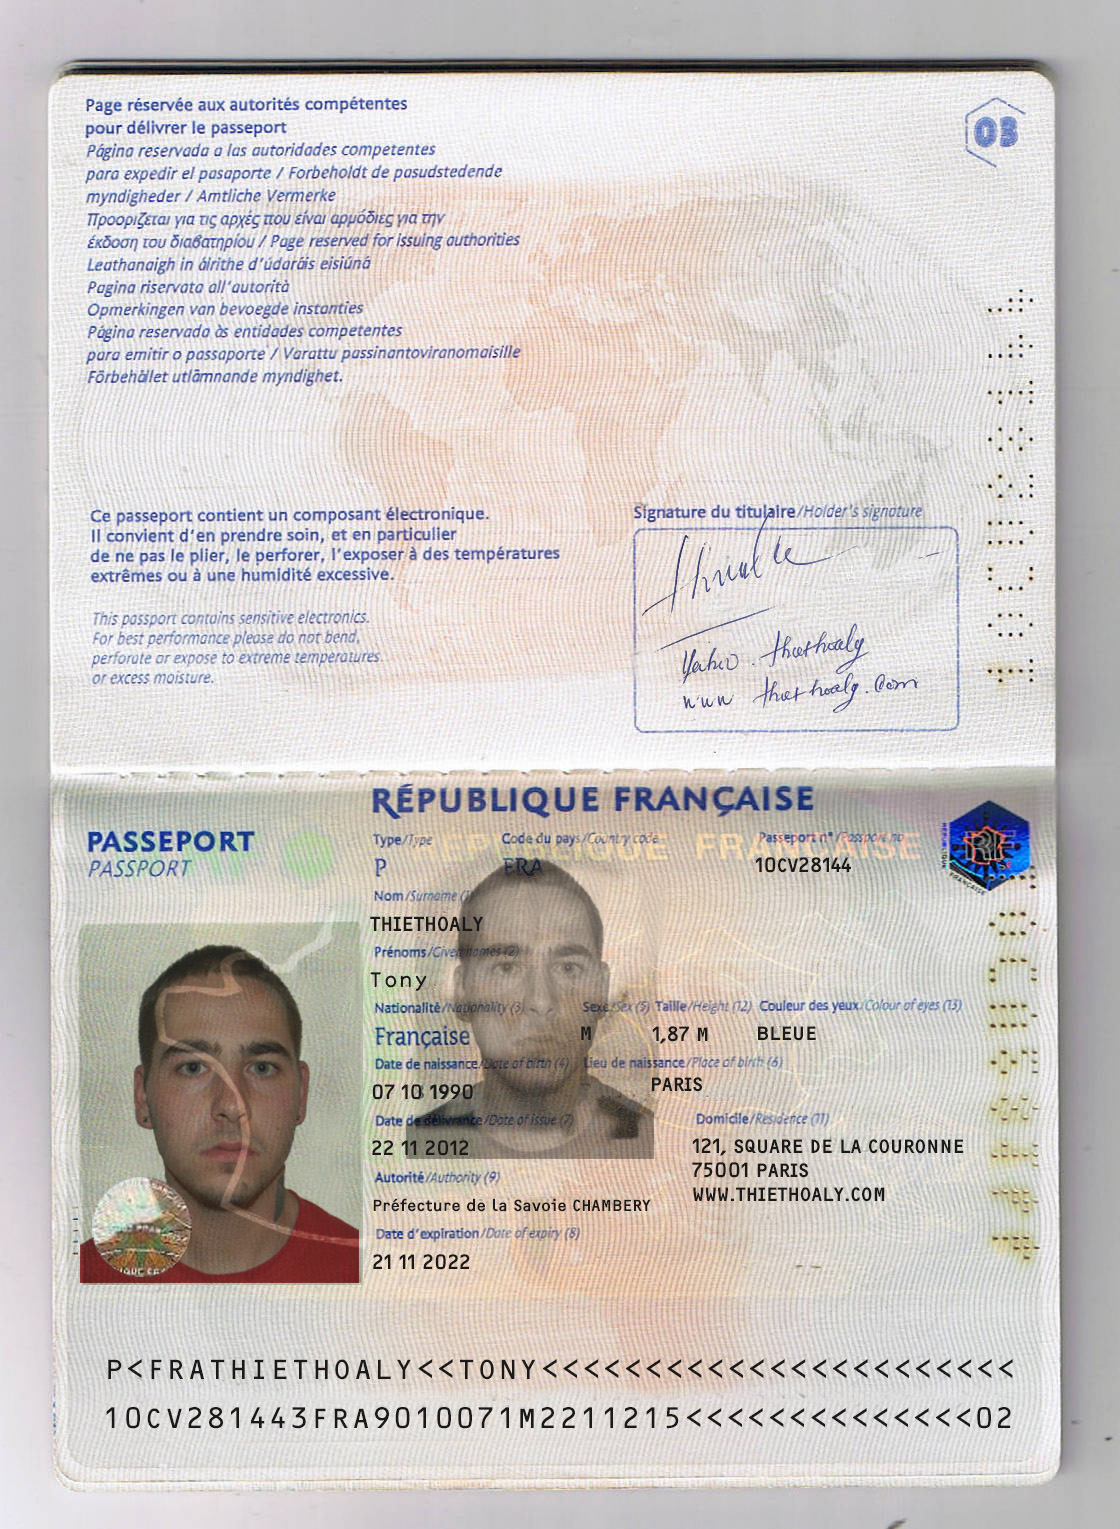 Page réservée aux autorités compétentes
pour délivrer le passeport
03
Página reservada a las autoridades competentes
para expedir el pasaporte / Forbeholdt de pasudstedende
myndigheder / Amtliche Vermerke
Προορίζεται για τις αρχές που είναι αρμόδιες για την
έκδοση του διαβατηρίου / Page reserved for issuing authorities
Leathanaigh in áirithe d'údaráis eisiúná
Pagina riservata all'autorità
Opmerkingen van bevoegde instanties
Página reservada às entidades competentes
para emitir o passaporte / Varattu passinantoviranomaisille
Förbehållet utlämnande myndighet.
Ce passeport contient un composant électronique.
Il convient d'en prendre soin, et en particulier
de ne pas le plier, le perforer, l'exposer à des températures
extrêmes ou à une humidité excessive.
This passport contains sensitive electronics.
For best performance please do not bend,
perforate or expose to extreme temperatures
or excess moisture.
Signature du titulaire/Holder's signature
thiethoaly
www thiethoaly.com
RÉPUBLIQUE FRANÇAISE
PASSEPORT
PASSPORT
Type/Type Code du pays/Country code Passeport n°/Passport no
RÉPUBLIQUE FRANÇAISE
P FRA 10CV28144
Nom/Surname (1)
THIETHOALY
Prénoms/Given names (2)
Tony
Nationalité/Nationality (3) Sexe/Sex (5) Taille/Height (12) Couleur des yeux/Colour of eyes (13)
Française M 1,87 M BLEUE
Date de naissance/Date of birth (4) Lieu de naissance/Place of birth (6)
07 10 1990 PARIS
Date de délivrance/Date of issue (7) Domicile/Residence (11)
22 11 2012 121, SQUARE DE LA COURONNE
75001 PARIS
WWW.THIETHOALY.COM
Autorité/Authority (9)
Préfecture de la Savoie CHAMBERY
Date d'expiration/Date of expiry (8)
21 11 2022
P<FRATHIETHOALY<<TONY<<<<<<<<<<<<<<<<<<<<<<<
10CV281443FRA9010071M2211215<<<<<<<<<<<<<<02